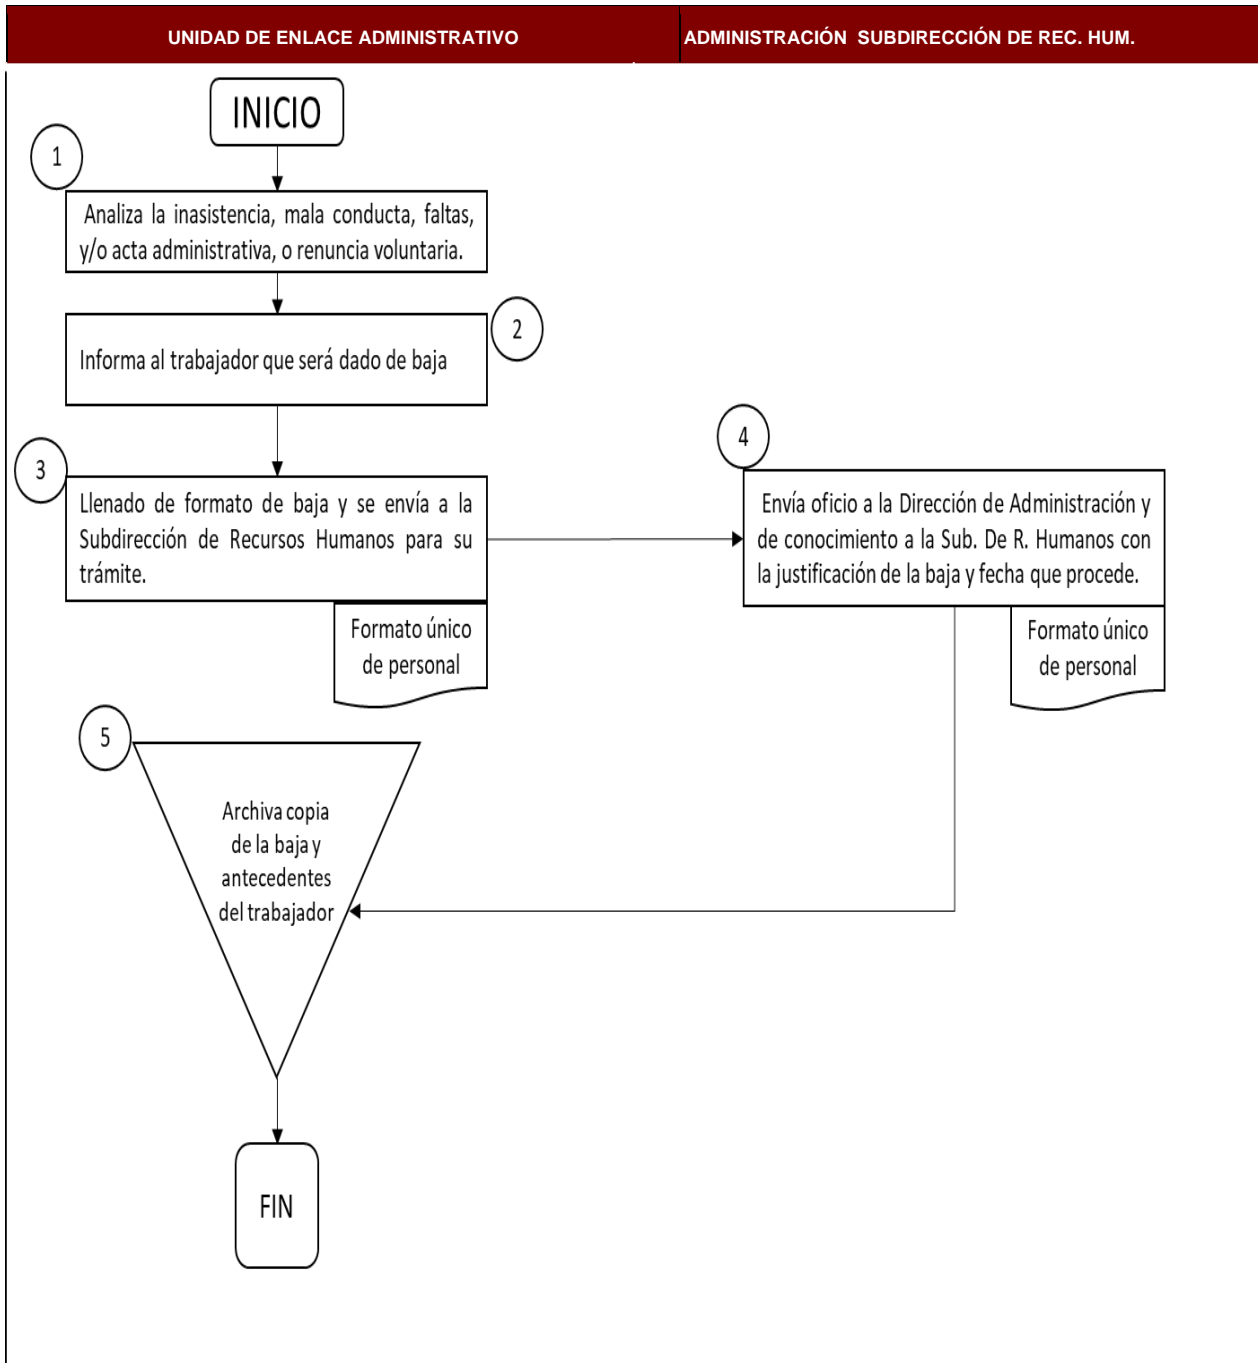 UNIDAD DE ENLACE ADMINISTRATIVO
ADMINISTRACIÓN SUBDIRECCIÓN DE REC. HUM.
INICIO
1
Analiza la inasistencia, mala conducta, faltas,
y/o acta administrativa, o renuncia voluntaria.
2
Informa al trabajador que será dado de baja
3
Llenado de formato de baja y se envía a la
Subdirección de Recursos Humanos para su
trámite.
Formato único
de personal
4
Envía oficio a la Dirección de Administración y
de conocimiento a la Sub. De R. Humanos con
la justificación de la baja y fecha que procede.
Formato único
de personal
5
Archiva copia
de la baja y
antecedentes
del trabajador
FIN